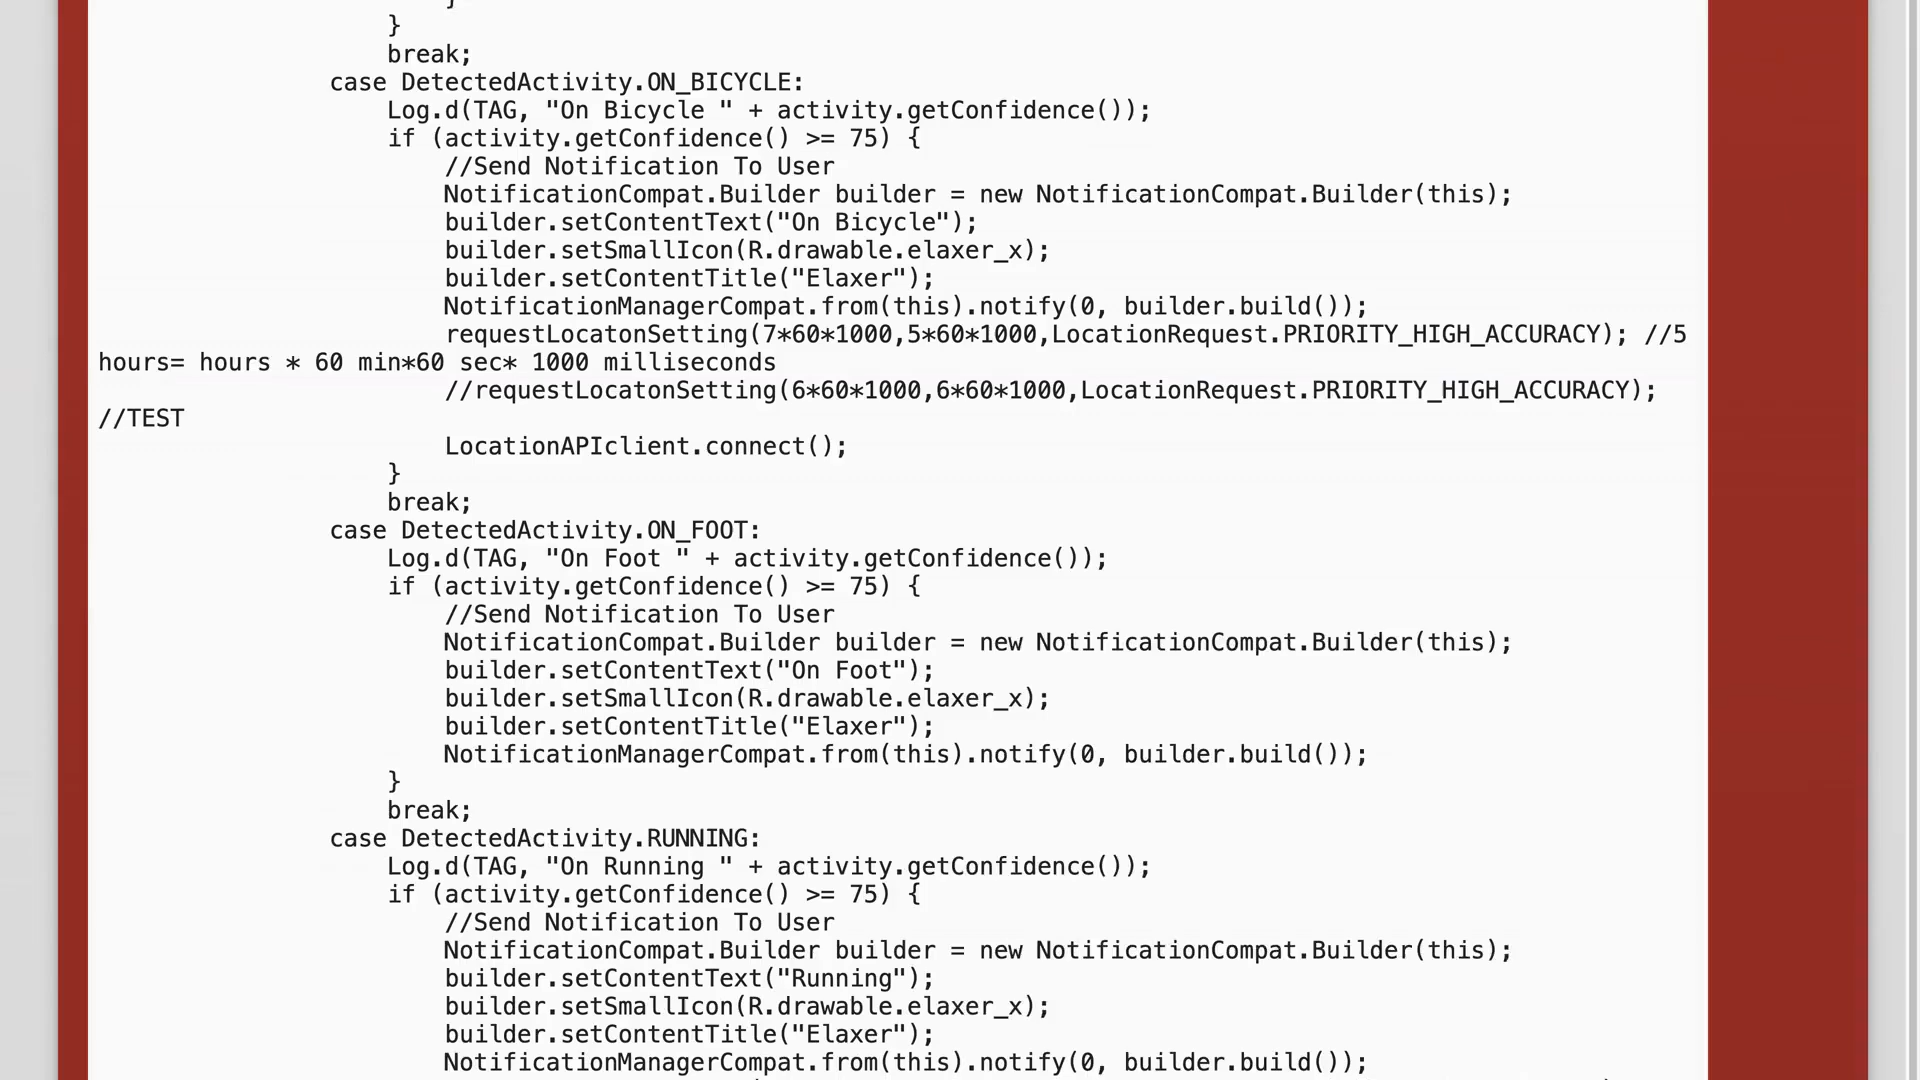 }
break;
case DetectedActivity.ON_BICYCLE:
Log.d(TAG, "On Bicycle " + activity.getConfidence());
if (activity.getConfidence() >= 75) {
//Send Notification To User
NotificationCompat.Builder builder = new NotificationCompat.Builder(this);
builder.setContentText("On Bicycle");
builder.setSmallIcon(R.drawable.elaxer_x);
builder.setContentTitle("Elaxer");
NotificationManagerCompat.from(this).notify(0, builder.build());
requestLocatonSetting(7*60*1000,5*60*1000,LocationRequest.PRIORITY_HIGH_ACCURACY); //5
hours= hours * 60 min*60 sec* 1000 milliseconds
//requestLocatonSetting(6*60*1000,6*60*1000,LocationRequest.PRIORITY_HIGH_ACCURACY);
//TEST
LocationAPIclient.connect();
}
break;
case DetectedActivity.ON_FOOT:
Log.d(TAG, "On Foot " + activity.getConfidence());
if (activity.getConfidence() >= 75) {
//Send Notification To User
NotificationCompat.Builder builder = new NotificationCompat.Builder(this);
builder.setContentText("On Foot");
builder.setSmallIcon(R.drawable.elaxer_x);
builder.setContentTitle("Elaxer");
NotificationManagerCompat.from(this).notify(0, builder.build());
}
break;
case DetectedActivity.RUNNING:
Log.d(TAG, "On Running " + activity.getConfidence());
if (activity.getConfidence() >= 75) {
//Send Notification To User
NotificationCompat.Builder builder = new NotificationCompat.Builder(this);
builder.setContentText("Running");
builder.setSmallIcon(R.drawable.elaxer_x);
builder.setContentTitle("Elaxer");
NotificationManagerCompat.from(this).notify(0, builder.build());